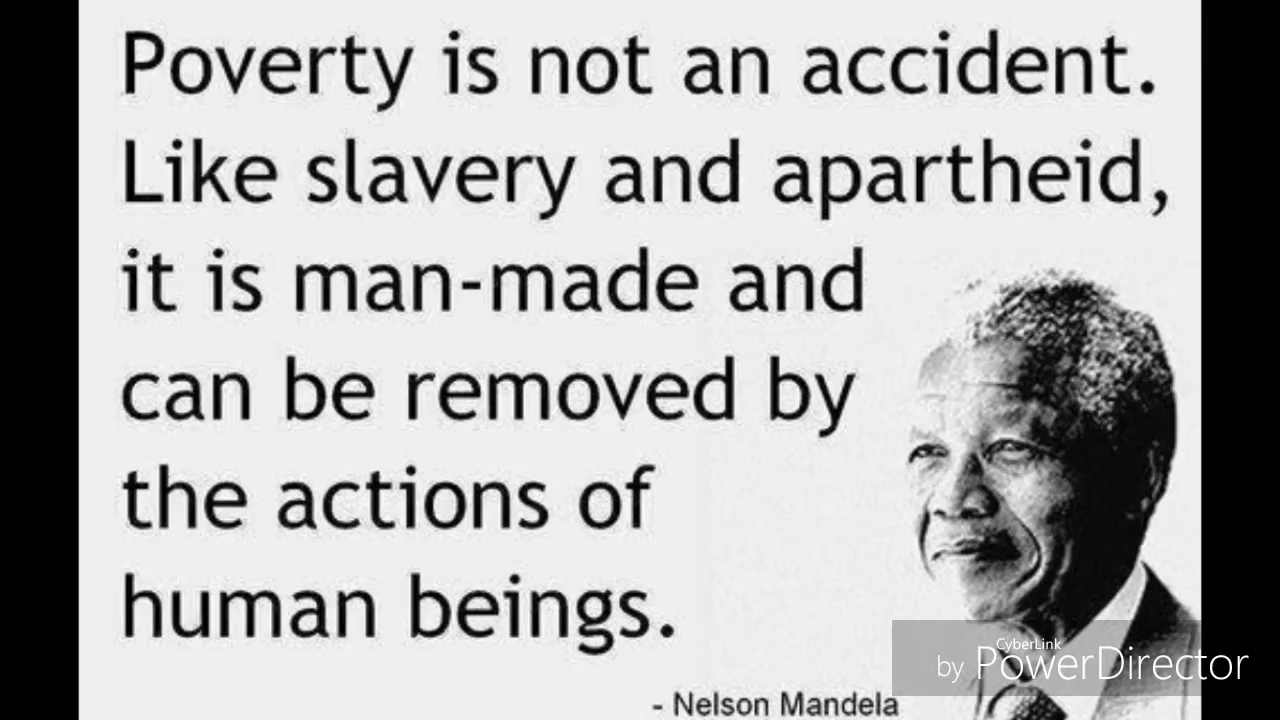 Poverty is not an accident.
Like slavery and apartheid,
it is man-made and
can be removed by
the actions of
human beings.
- Nelson Mandela
CyberLink
by PowerDirector